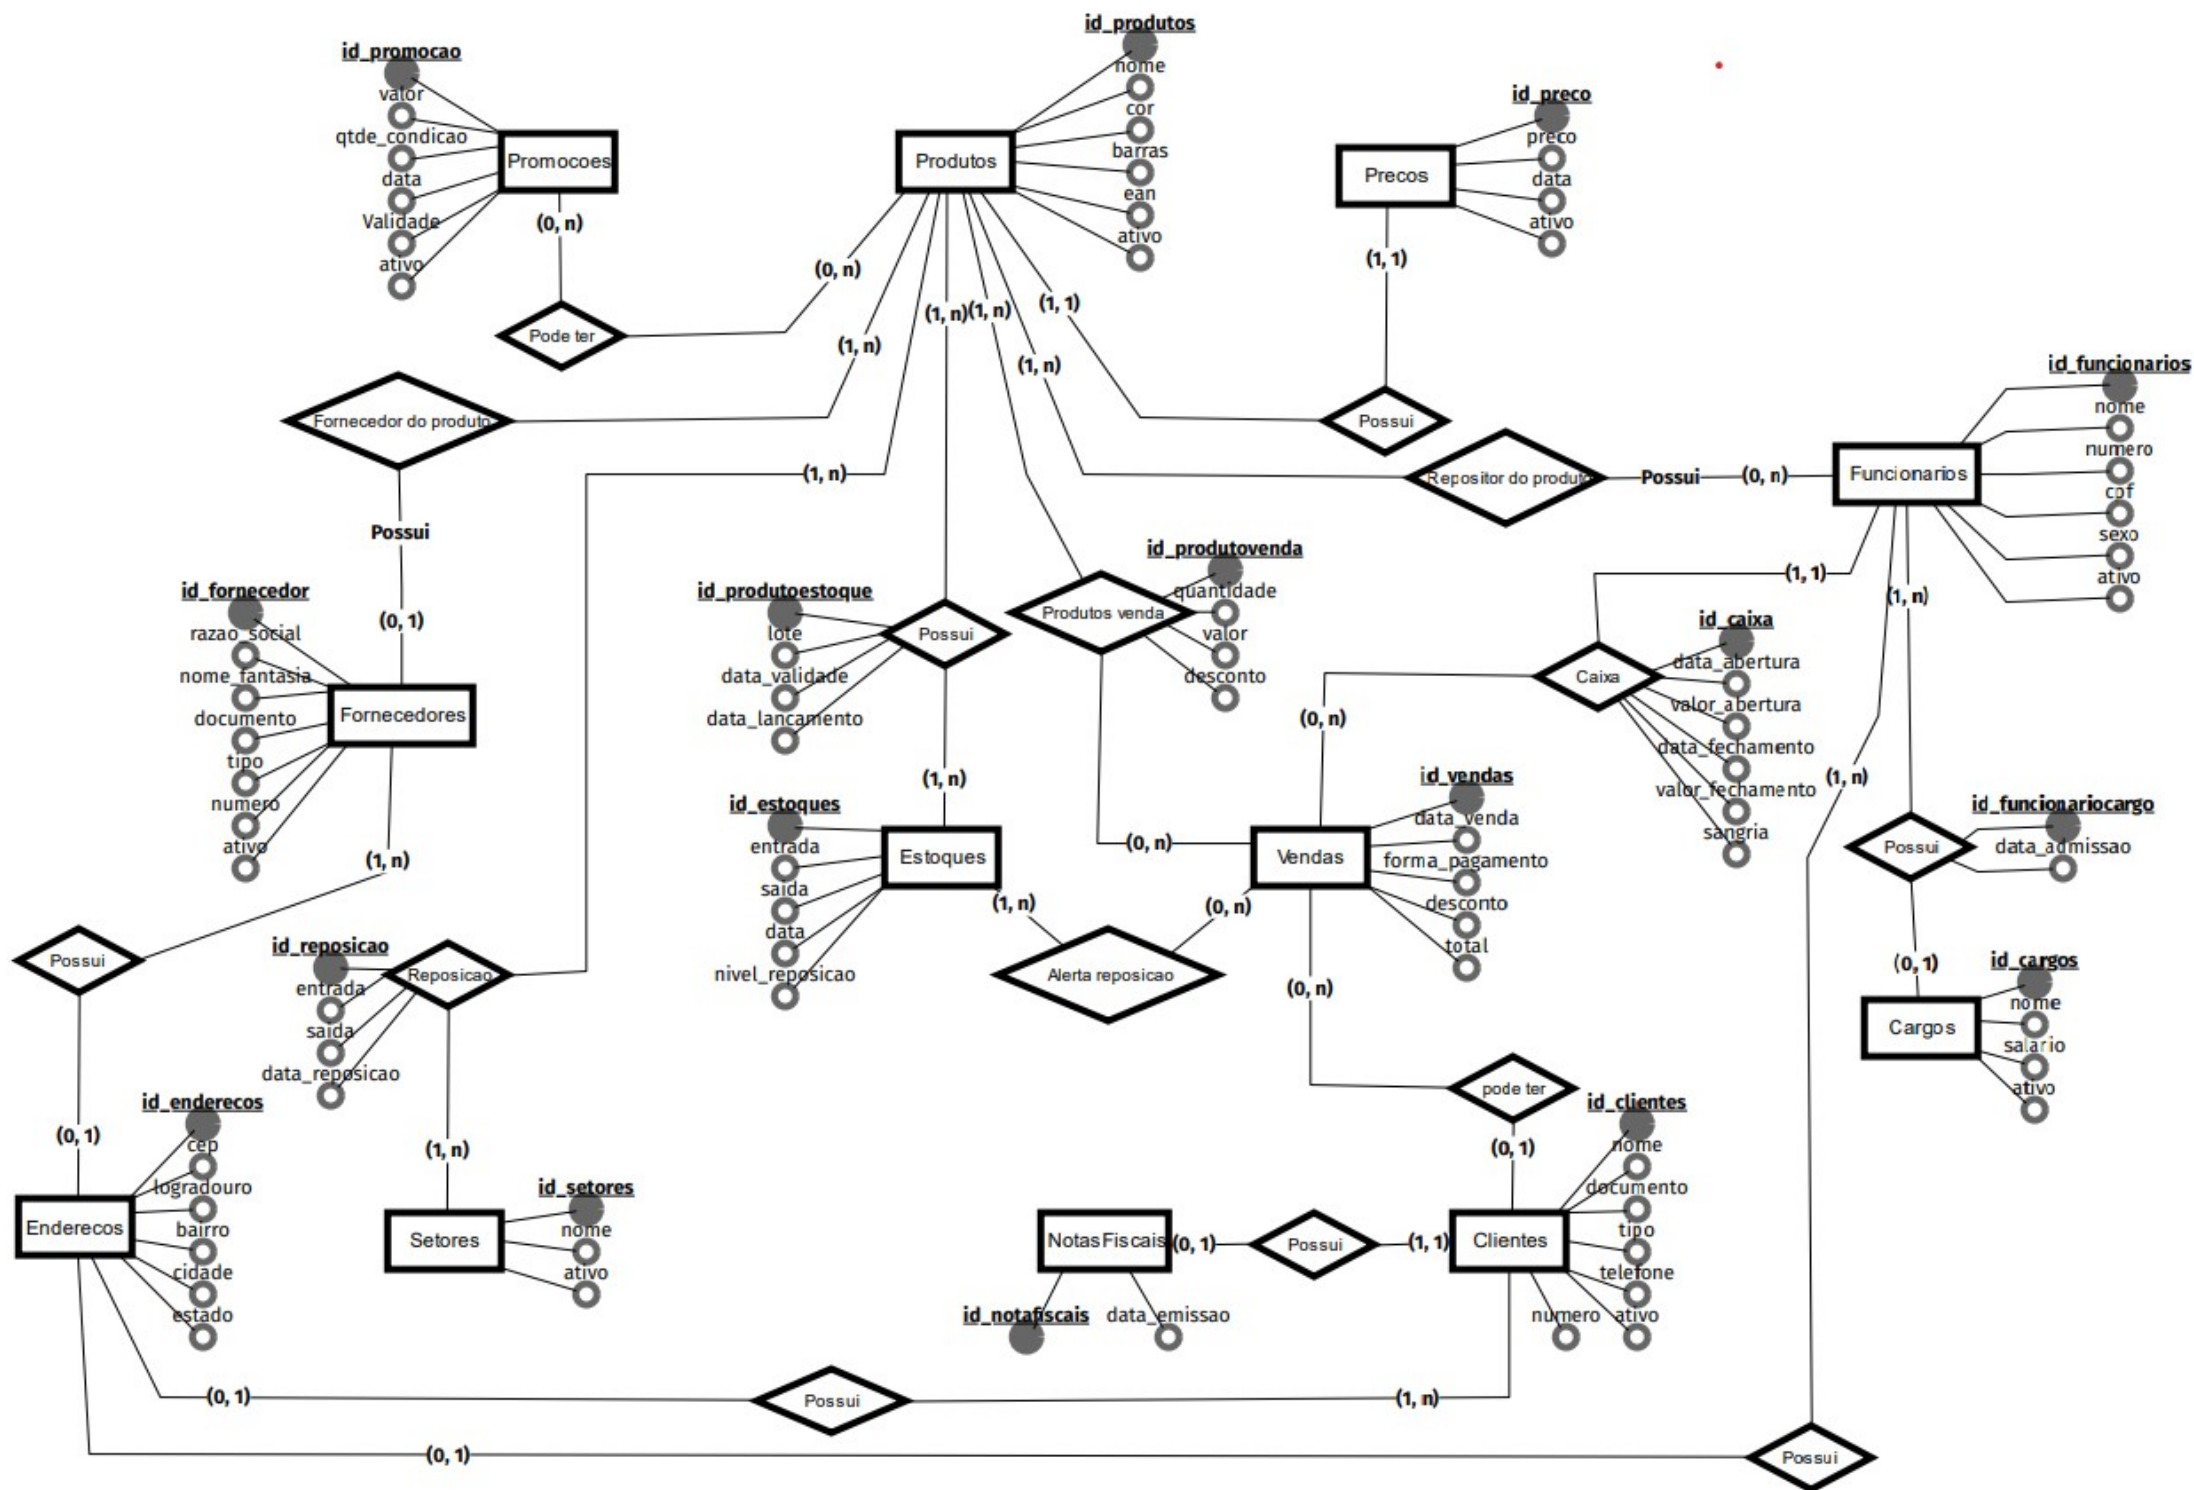 id_promocao
valor
qtde_condicao
data
Validade
ativo
Promocoes
(0, n)
Pode ter
(0, n)
id_produtos
nome
cor
barras
ean
ativo
Produtos
id_preco
preco
data
ativo
Precos
(1, 1)
Possui
(1, 1)
(1, n)
Fornecedor do produto
Possui
(0, 1)
(1, n)
(1, n)
(1, n)
(1, n)
Repositor do produto
Possui
(0, n)
id_funcionarios
nome
numero
cpf
sexo
ativo
Funcionarios
id_fornecedor
razao_social
nome_fantasia
documento
tipo
numero
ativo
Fornecedores
(1, n)
Possui
(0, 1)
id_produtoestoque
lote
data_validade
data_lancamento
Possui
(1, n)
id_produtovenda
quantidade
valor
desconto
Produtos venda
(0, n)
(1, 1)
(1, n)
id_caixa
data_abertura
valor_abertura
data_fechamento
valor_fechamento
sangria
Caixa
(0, n)
(1, n)
id_estoques
entrada
saida
data
nivel_reposicao
Estoques
(1, n)
id_vendas
data_venda
forma_pagamento
desconto
total
Vendas
(0, n)
Alerta reposicao
(0, n)
id_funcionariocargo
data_admissao
Possui
(0, 1)
id_cargos
nome
salario
ativo
Cargos
id_reposicao
entrada
saida
data_reposicao
Reposicao
(1, n)
id_enderecos
cep
logradouro
bairro
cidade
estado
Enderecos
id_setores
nome
ativo
Setores
pode ter
(0, 1)
id_clientes
nome
documento
tipo
telefone
numero
ativo
Clientes
(1, 1)
Possui
(0, 1)
NotasFiscais
id_notafiscais
data_emissao
(0, 1)
Possui
(1, n)
(0, 1)
Possui